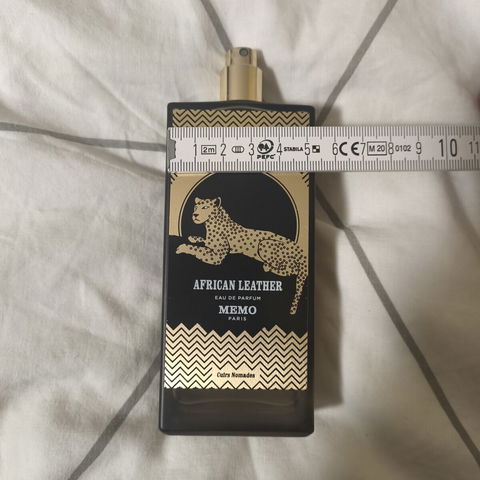 1 2m 2 3 4 STABILA 5 6 CE 7 M 20 8 0102 9 10 11
PEFC
AFRICAN LEATHER
EAU DE PARFUM
MEMO
PARIS
Cuirs Nomades